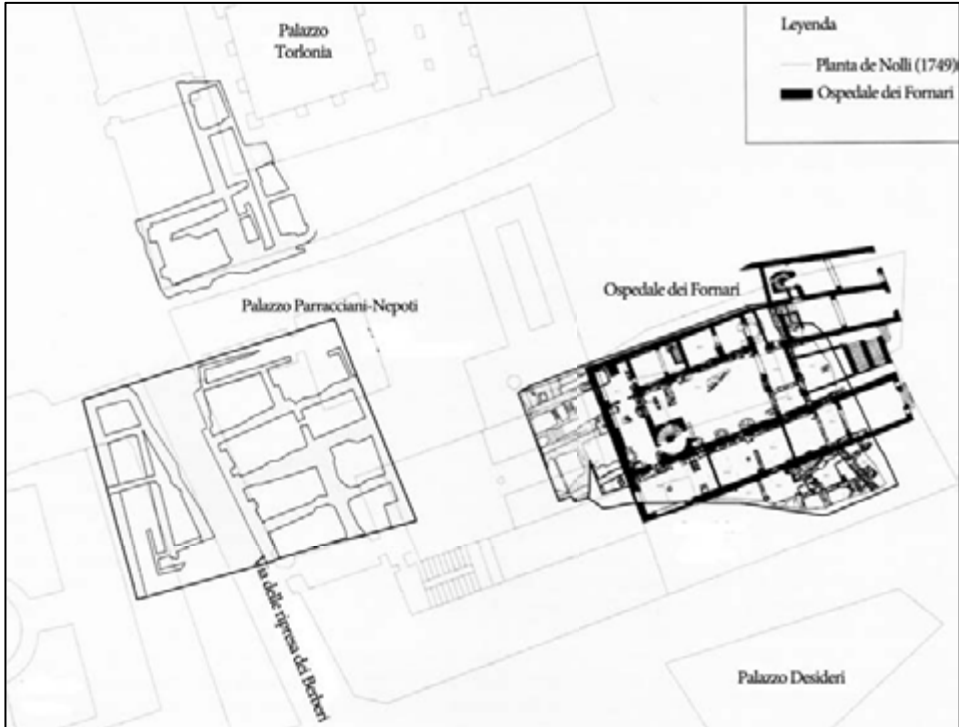 Palazzo
Torlonia
Leyenda
Planta de Nolli (1749)
Ospedale dei Fornari
Palazzo Parracciani-Nepoti
Ospedale dei Fornari
Via delle ripresa dei Berberi
Palazzo Desideri